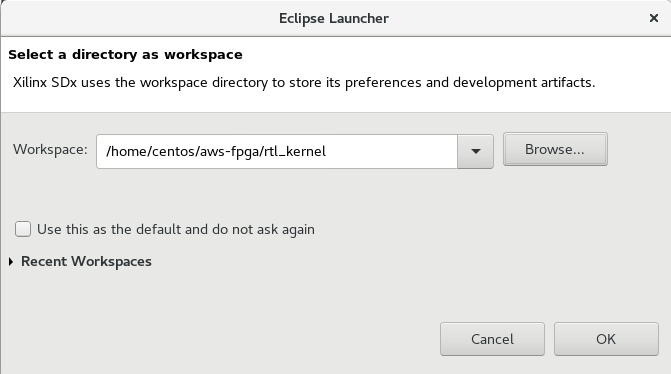 Eclipse Launcher
Select a directory as workspace
Xilinx SDx uses the workspace directory to store its preferences and development artifacts.
Workspace: /home/centos/aws-fpga/rtl_kernel Browse...
Use this as the default and do not ask again
Recent Workspaces
Cancel OK